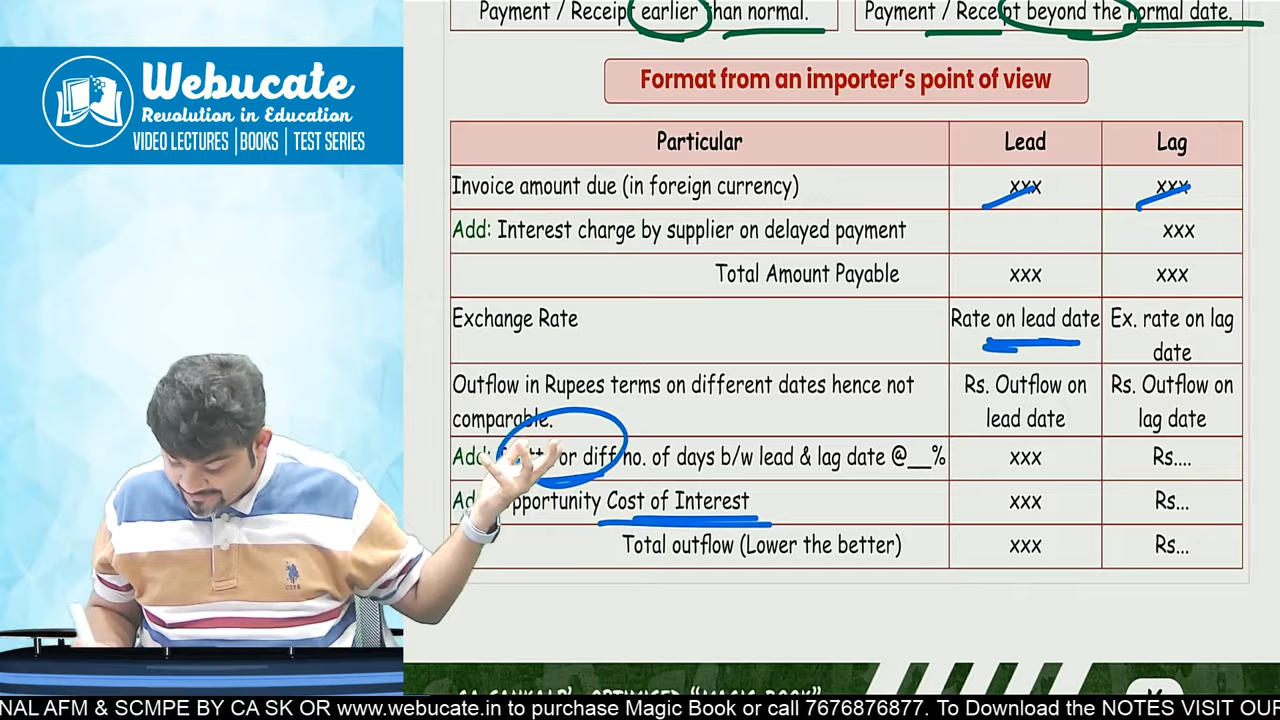 Payment / Receipt earlier than normal.
Payment / Receipt beyond the normal date.
Webucate
Revolution in Education
VIDEO LECTURES | BOOKS | TEST SERIES
Format from an importer's point of view
Particular Lead Lag
Invoice amount due (in foreign currency) xxx xxx
Add: Interest charge by supplier on delayed payment xxx
Total Amount Payable xxx xxx
Exchange Rate Rate on lead date Ex. rate on lag
date
Outflow in Rupees terms on different dates hence not Rs. Outflow on Rs. Outflow on
comparable. lead date lag date
Add: or diff no. of days b/w lead & lag date @__% xxx Rs....
Cost of Interest xxx Rs...
Total outflow (Lower the better) xxx Rs...
NAL AFM & SCMPE BY CA SK OR www.webucate.in to purchase Magic Book or call 7676876877. To Download the NOTES VISIT OUR